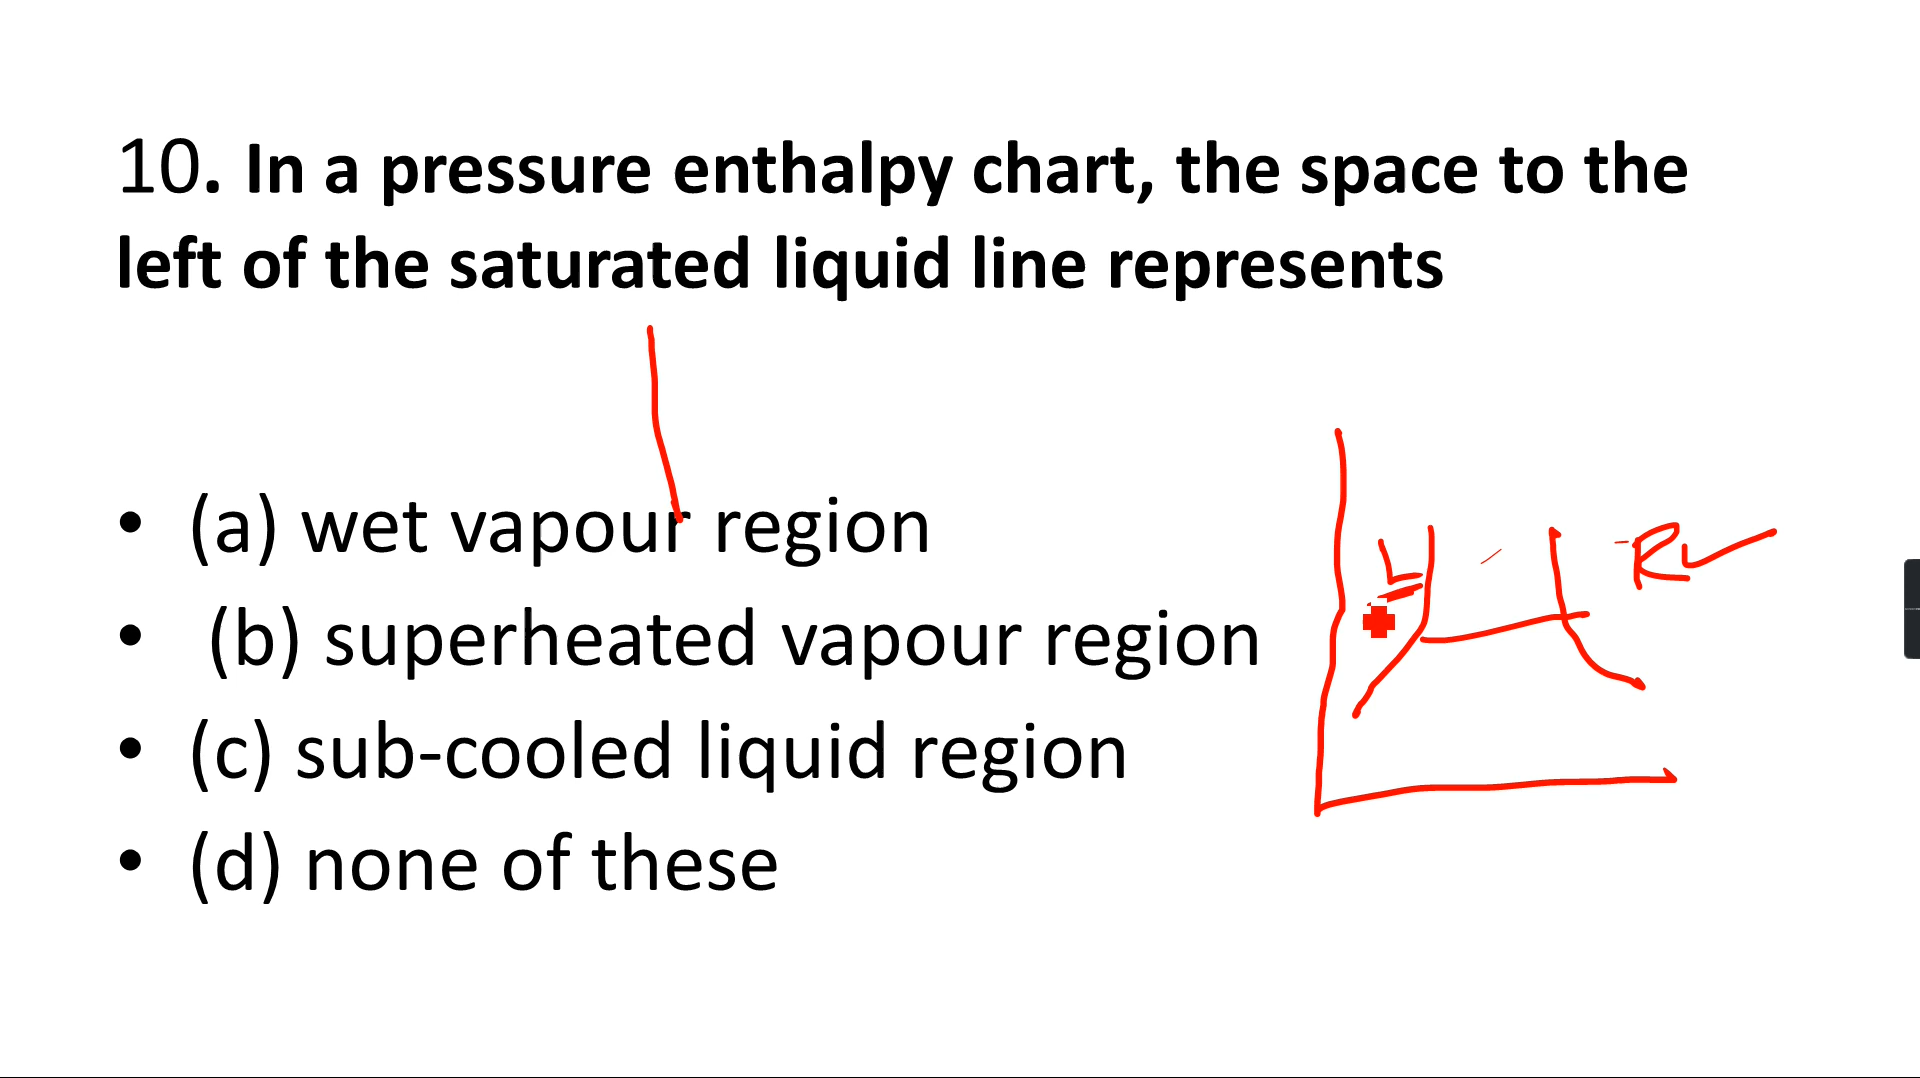 10. In a pressure enthalpy chart, the space to the
left of the saturated liquid line represents
• (a) wet vapour region
• (b) superheated vapour region
• (c) sub-cooled liquid region
• (d) none of these
L